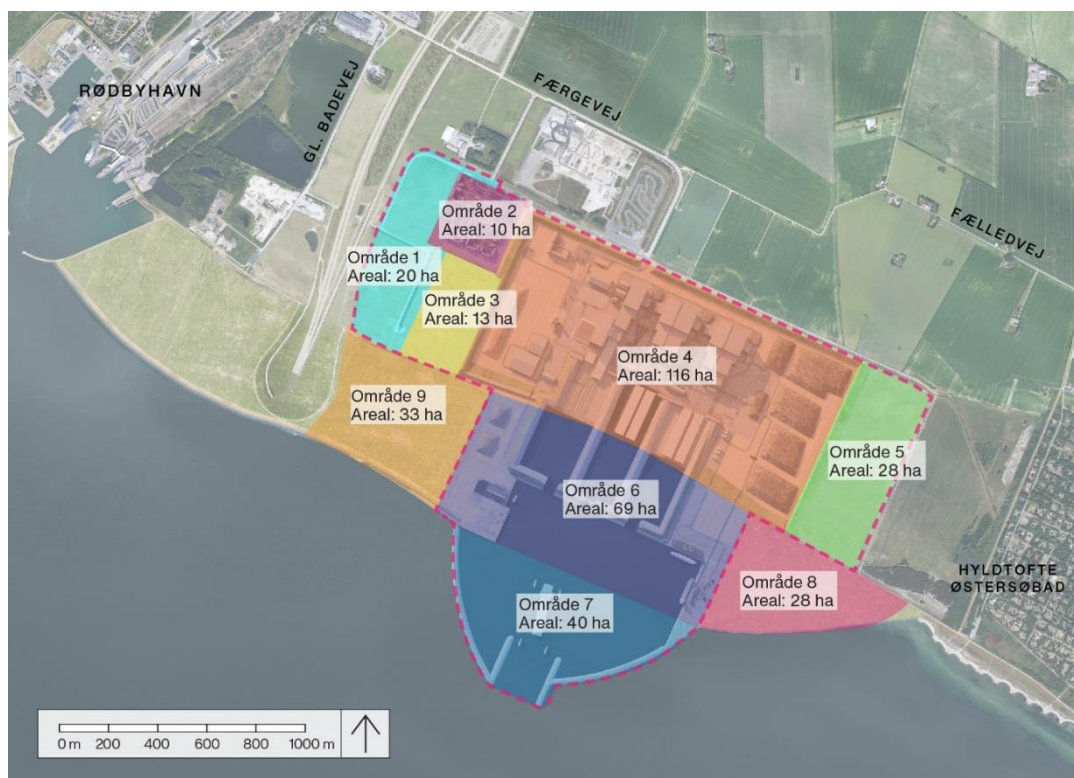 RØDBYHAVN
GL. BADEVEJ
FÆRGEVEJ
FÆLLEDVEJ
Område 2
Areal: 10 ha
Område 1
Areal: 20 ha
Område 3
Areal: 13 ha
Område 4
Areal: 116 ha
Område 9
Areal: 33 ha
Område 5
Areal: 28 ha
Område 6
Areal: 69 ha
HYLDTOFTE
ØSTERSØBAD
Område 8
Areal: 28 ha
Område 7
Areal: 40 ha
0 m 200 400 600 800 1000 m